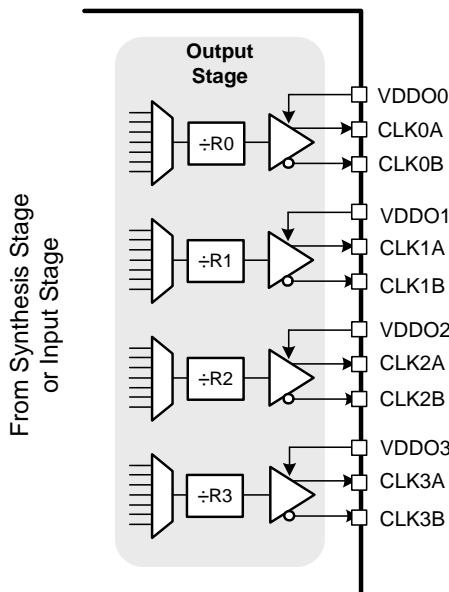 Output
Stage
VDDO0
÷R0
CLK0A
CLK0B
VDDO1
÷R1
CLK1A
CLK1B
From Synthesis Stage
or Input Stage
VDDO2
÷R2
CLK2A
CLK2B
VDDO3
÷R3
CLK3A
CLK3B